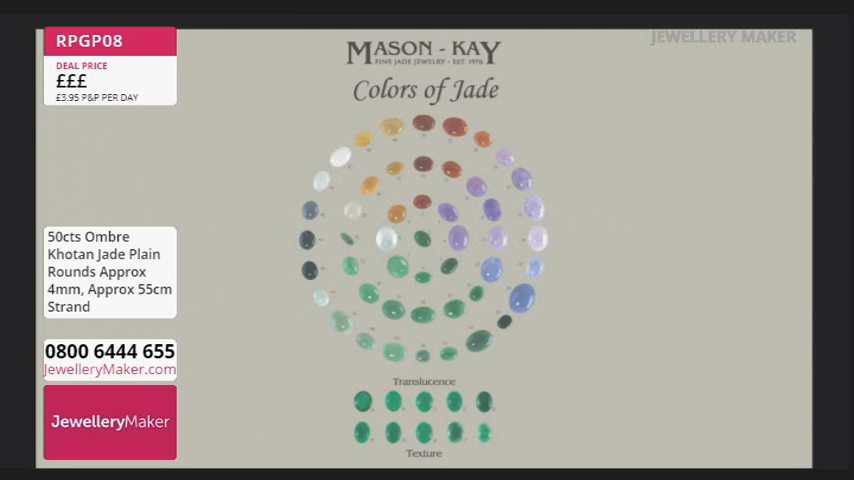 RPGP08
DEAL PRICE
£££
£3.95 P&P PER DAY
JEWELLERY MAKER
MASON-KAY
FINE JADE JEWELRY • EST. 1976
Colors of Jade
50cts Ombre
Khotan Jade Plain
Rounds Approx
4mm, Approx 55cm
Strand
0800 6444 655
JewelleryMaker.com
JewelleryMaker
Translucence
Texture